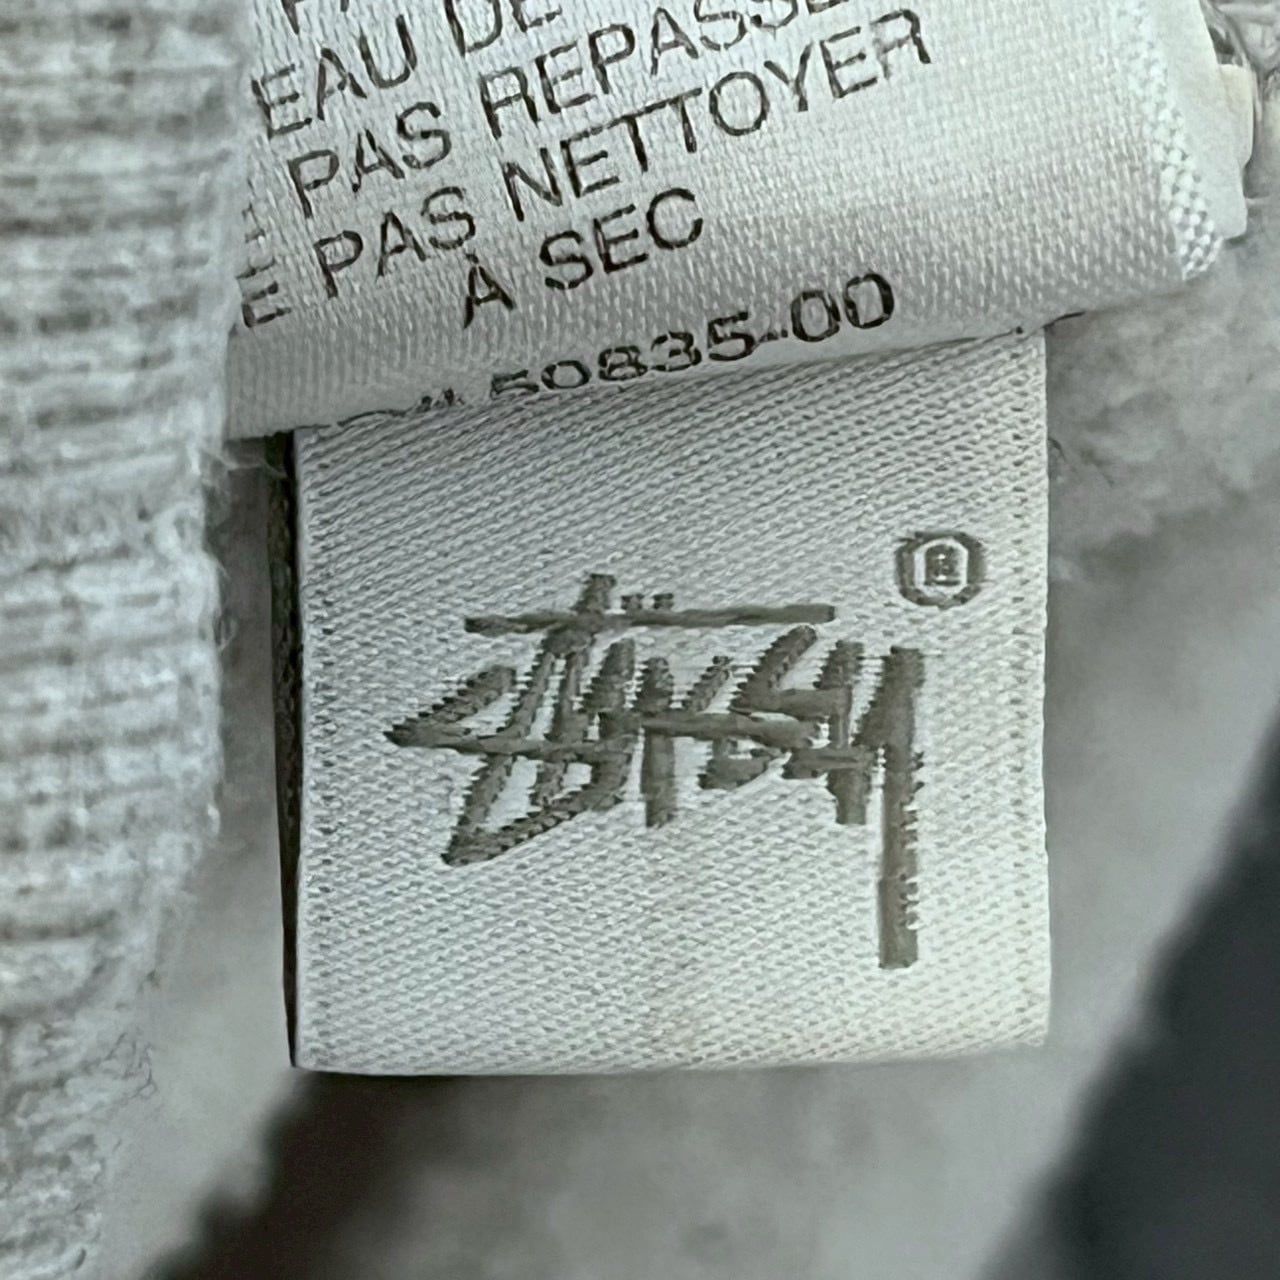 EAU DE
PAS REPASSE
E PAS NETTOYER
À SEC
50835-00
Stüssy ®